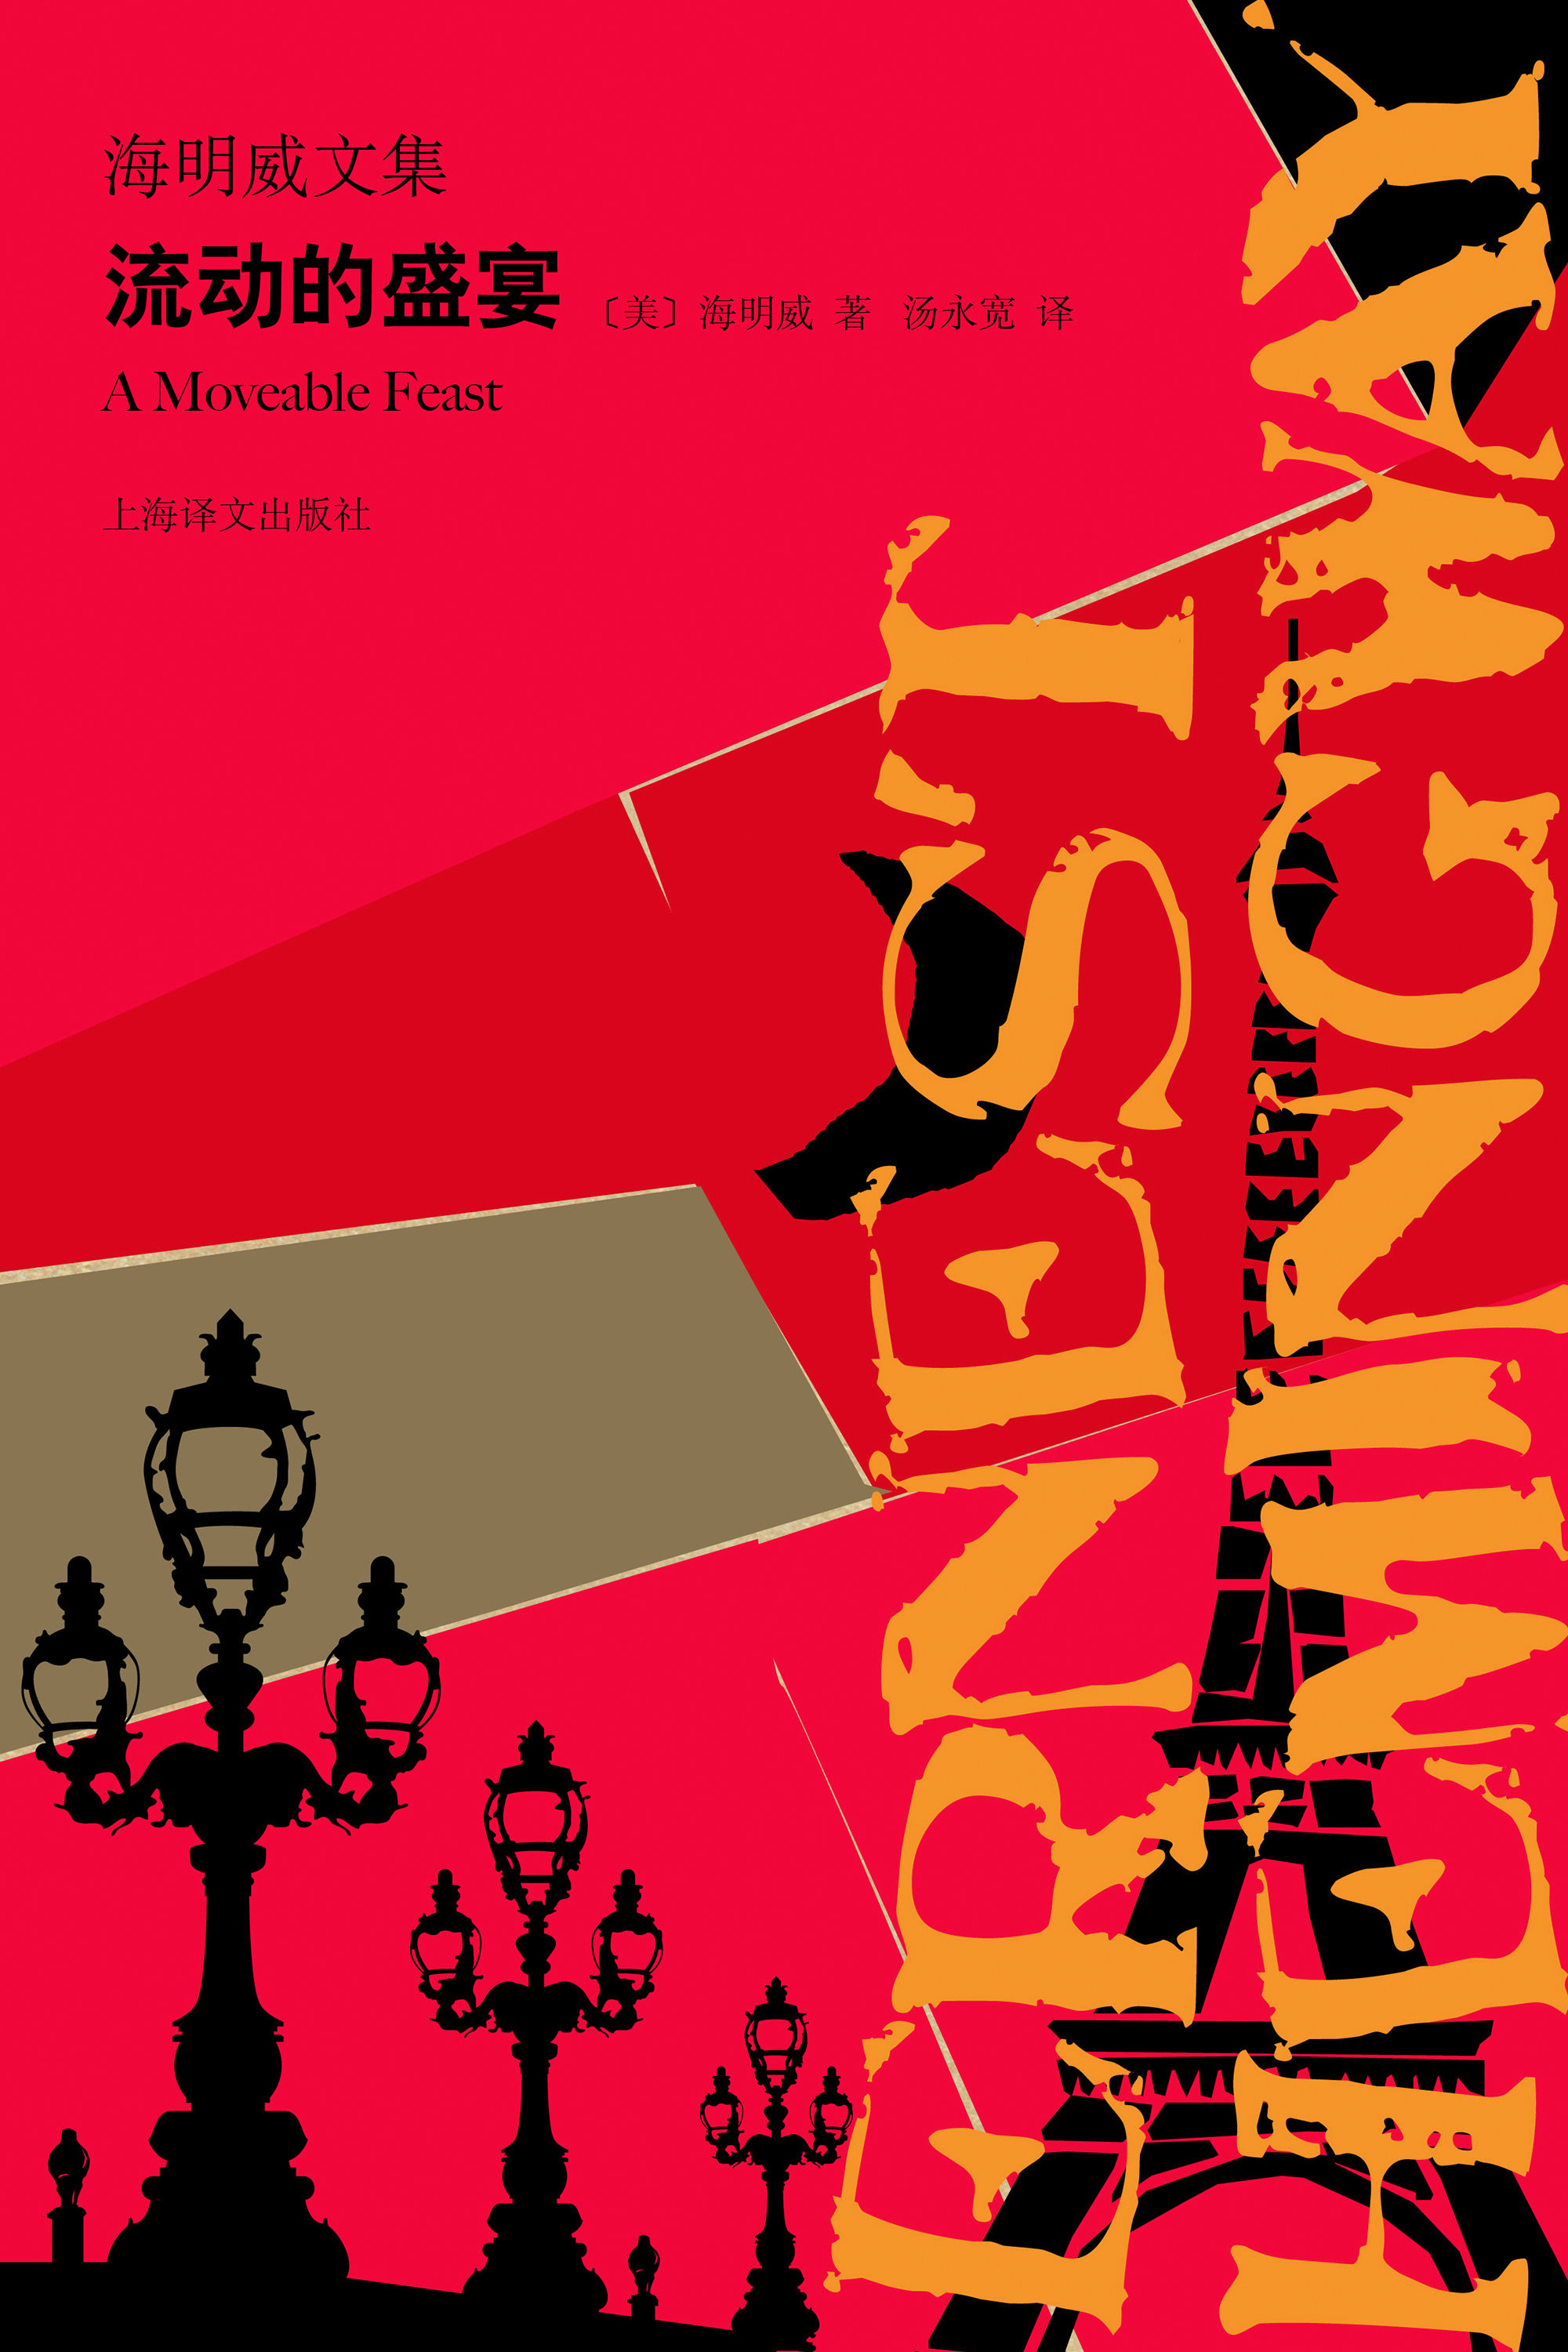 海明威文集
流动的盛宴 〔美〕海明威 著 汤永宽 译
A Moveable Feast
上海译文出版社
ERNEST
HEMINGWAY